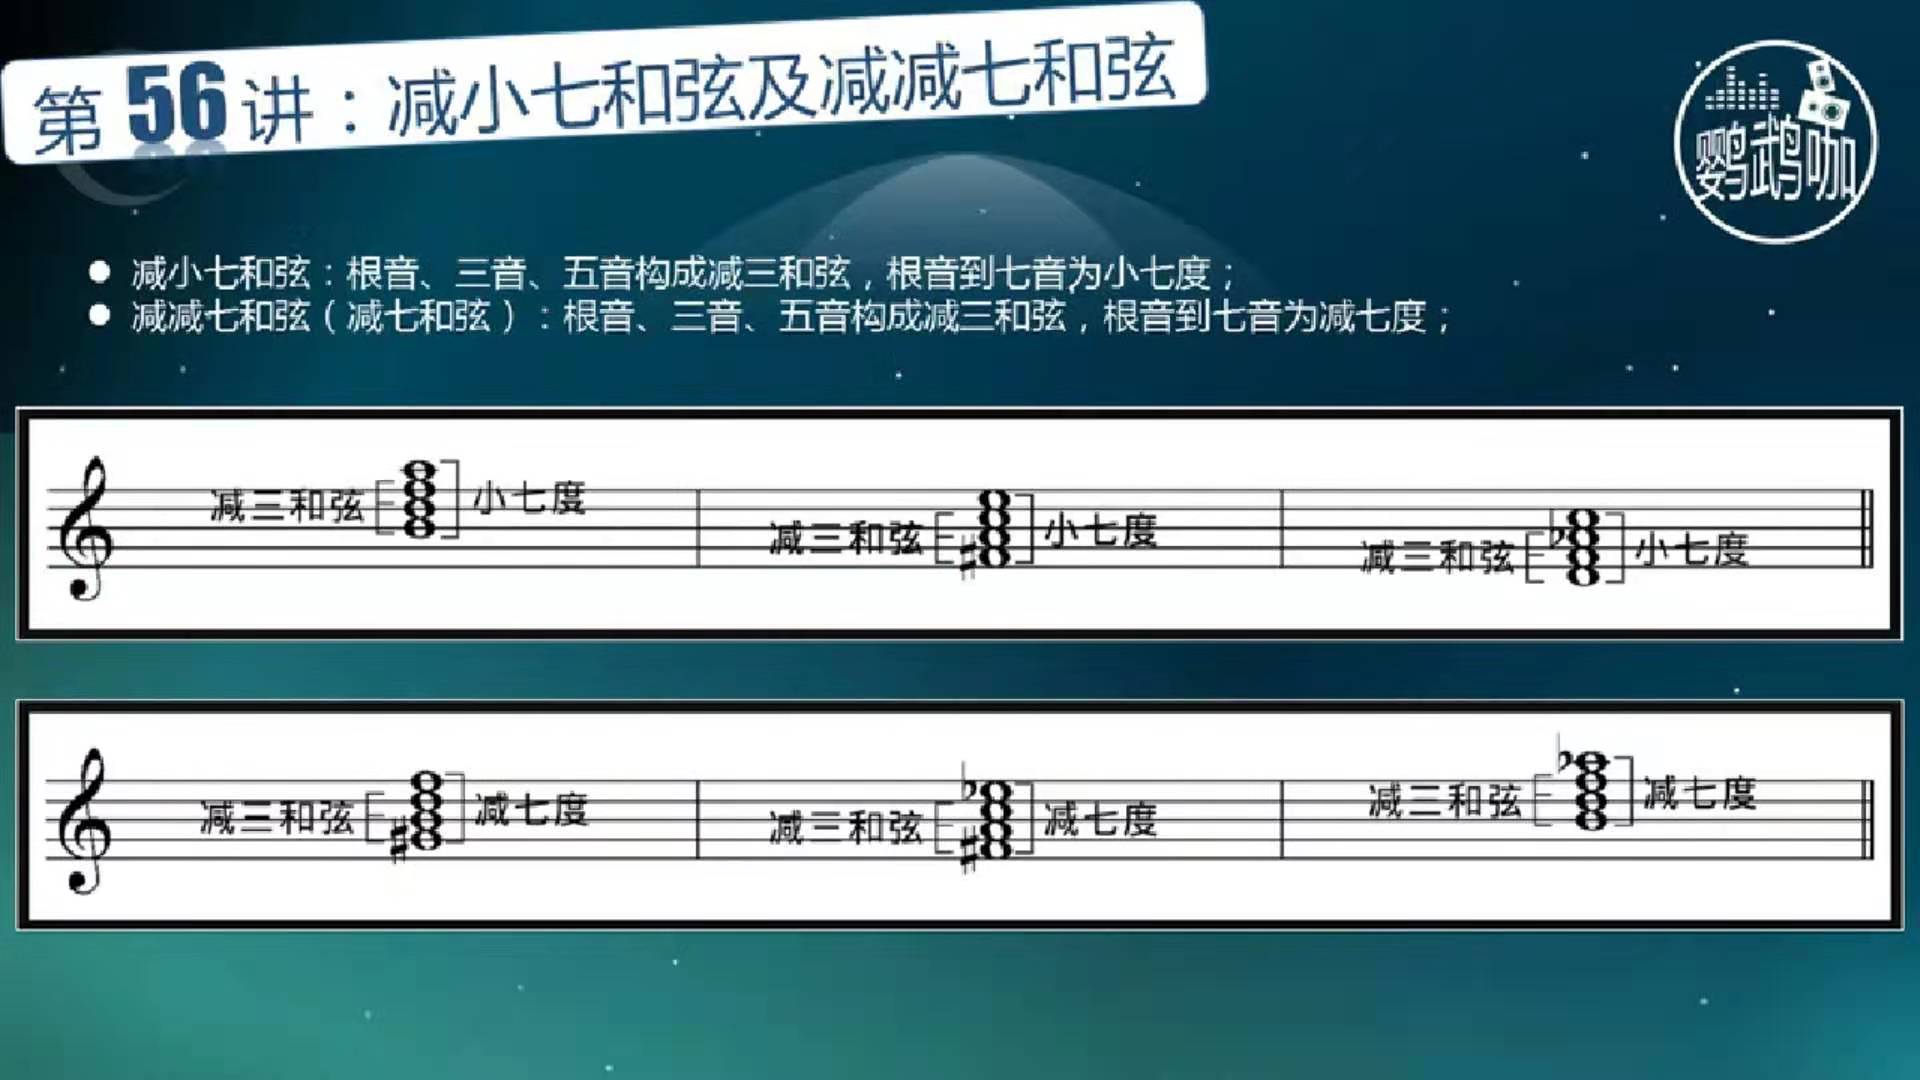 第 56 讲：减小七和弦及减减七和弦
鹦鹉咖
减小七和弦：根音、三音、五音构成减三和弦，根音到七音为小七度；
减减七和弦（减七和弦）：根音、三音、五音构成减三和弦，根音到七音为减七度；
减三和弦 小七度 减三和弦 小七度 减三和弦 小七度
减三和弦 减七度 减三和弦 减七度 减三和弦 减七度